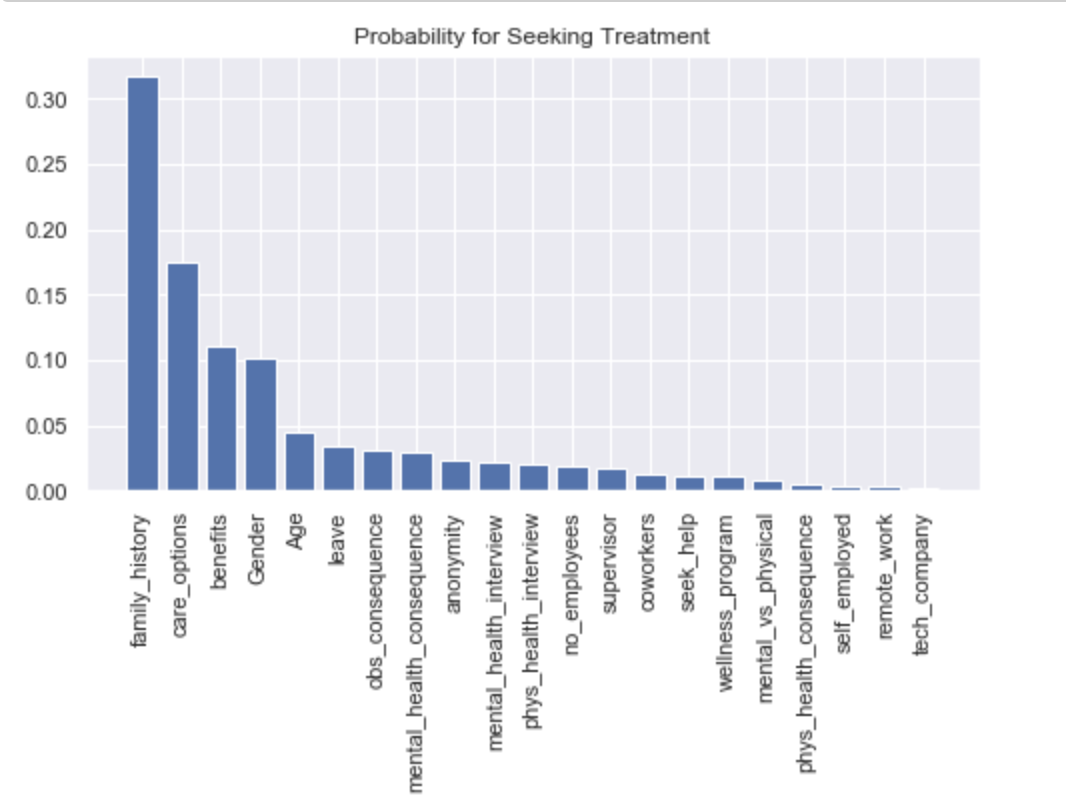 Probability for Seeking Treatment
0.30
0.25
0.20
0.15
0.10
0.05
0.00
family_history
care_options
benefits
Gender
Age
leave
obs_consequence
mental_health_consequence
anonymity
mental_health_interview
phys_health_interview
no_employees
supervisor
coworkers
seek_help
wellness_program
mental_vs_physical
phys_health_consequence
self_employed
remote_work
tech_company